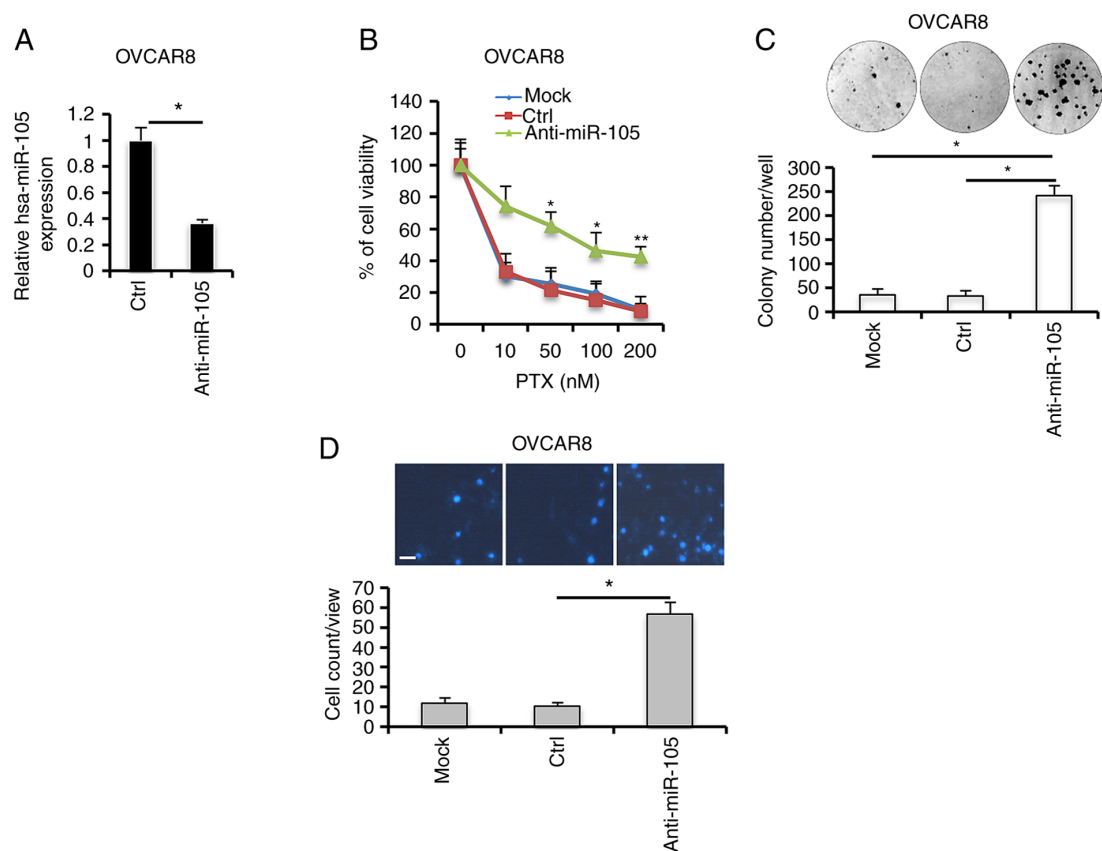 A
OVCAR8
Relative hsa-miR-105
expression
1.2
1
0.8
0.6
0.4
0.2
0
*
Ctrl
Anti-miR-105
B
OVCAR8
Mock
Ctrl
Anti-miR-105
% of cell viability
140
120
100
80
60
40
20
0
*
*
**
0 10 50 100 200
PTX (nM)
C
OVCAR8
*
*
Colony number/well
300
250
200
150
100
50
0
Mock
Ctrl
Anti-miR-105
D
OVCAR8
*
Cell count/view
70
60
50
40
30
20
10
0
Mock
Ctrl
Anti-miR-105